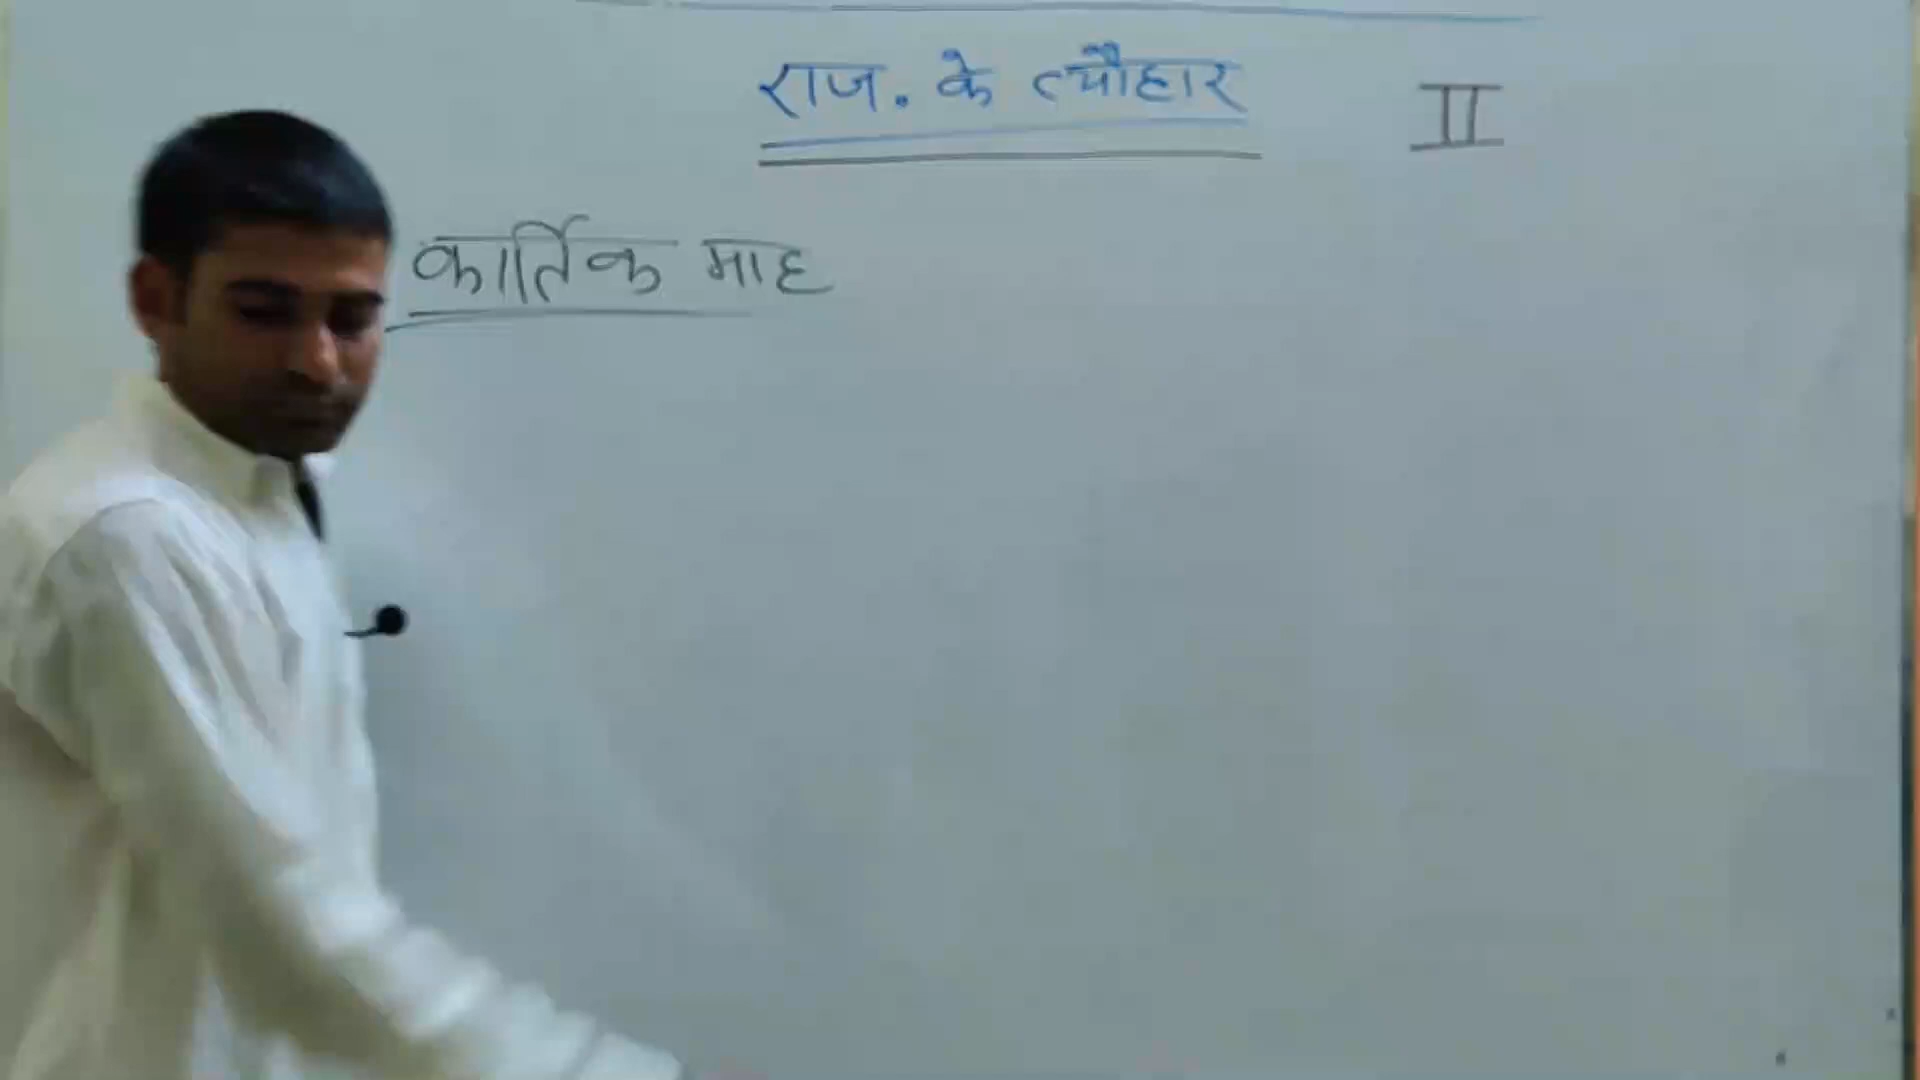 राज. के त्यौहार II
कार्तिक माह